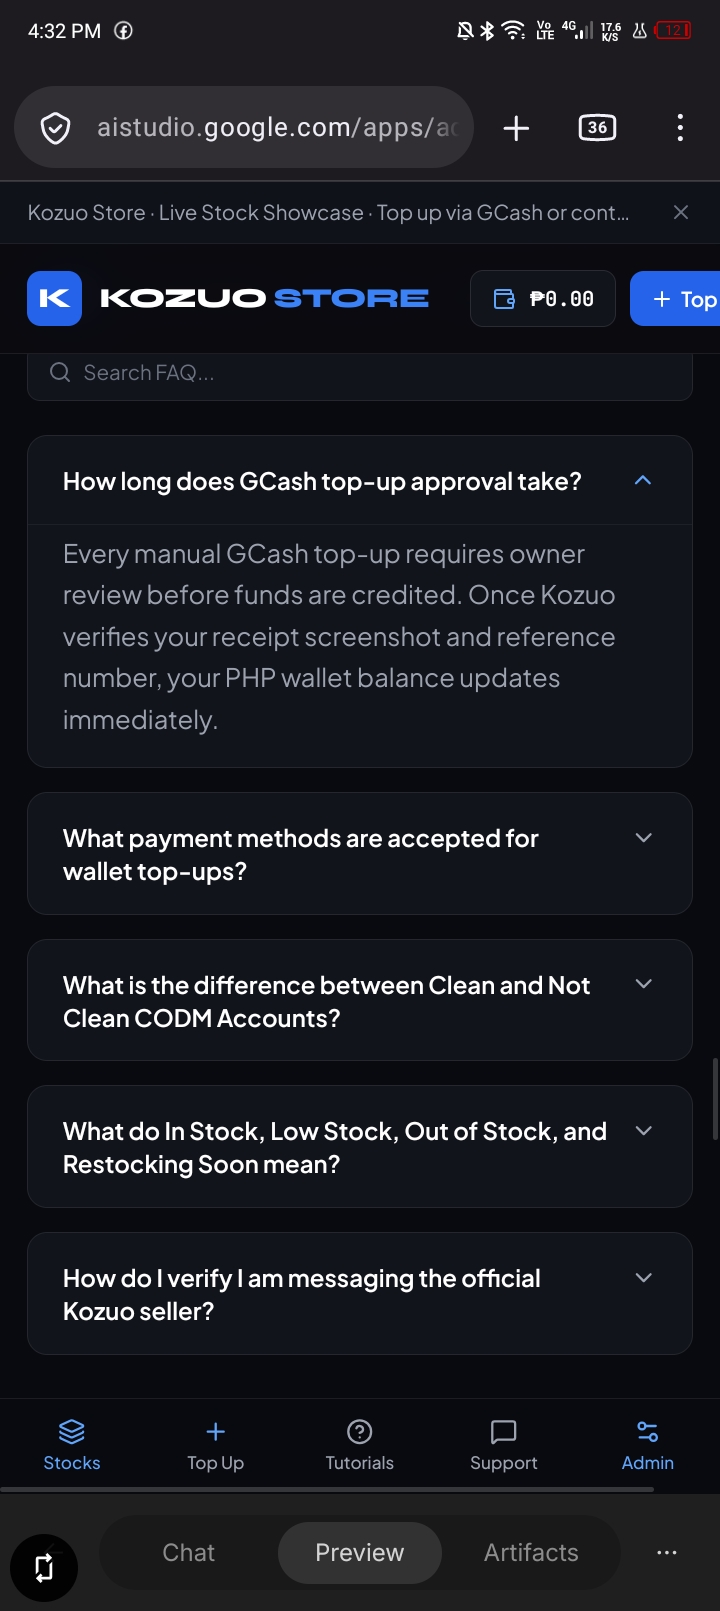 4:32 PM
Vo LTE 4G 17.6 K/S 12
aistudio.google.com/apps/ad
36
Kozuo Store · Live Stock Showcase · Top up via GCash or cont...
K KOZUO STORE ₱0.00 + Top
Search FAQ...
How long does GCash top-up approval take?
Every manual GCash top-up requires owner
review before funds are credited. Once Kozuo
verifies your receipt screenshot and reference
number, your PHP wallet balance updates
immediately.
What payment methods are accepted for
wallet top-ups?
What is the difference between Clean and Not
Clean CODM Accounts?
What do In Stock, Low Stock, Out of Stock, and
Restocking Soon mean?
How do I verify I am messaging the official
Kozuo seller?
Stocks Top Up Tutorials Support Admin
Chat Preview Artifacts